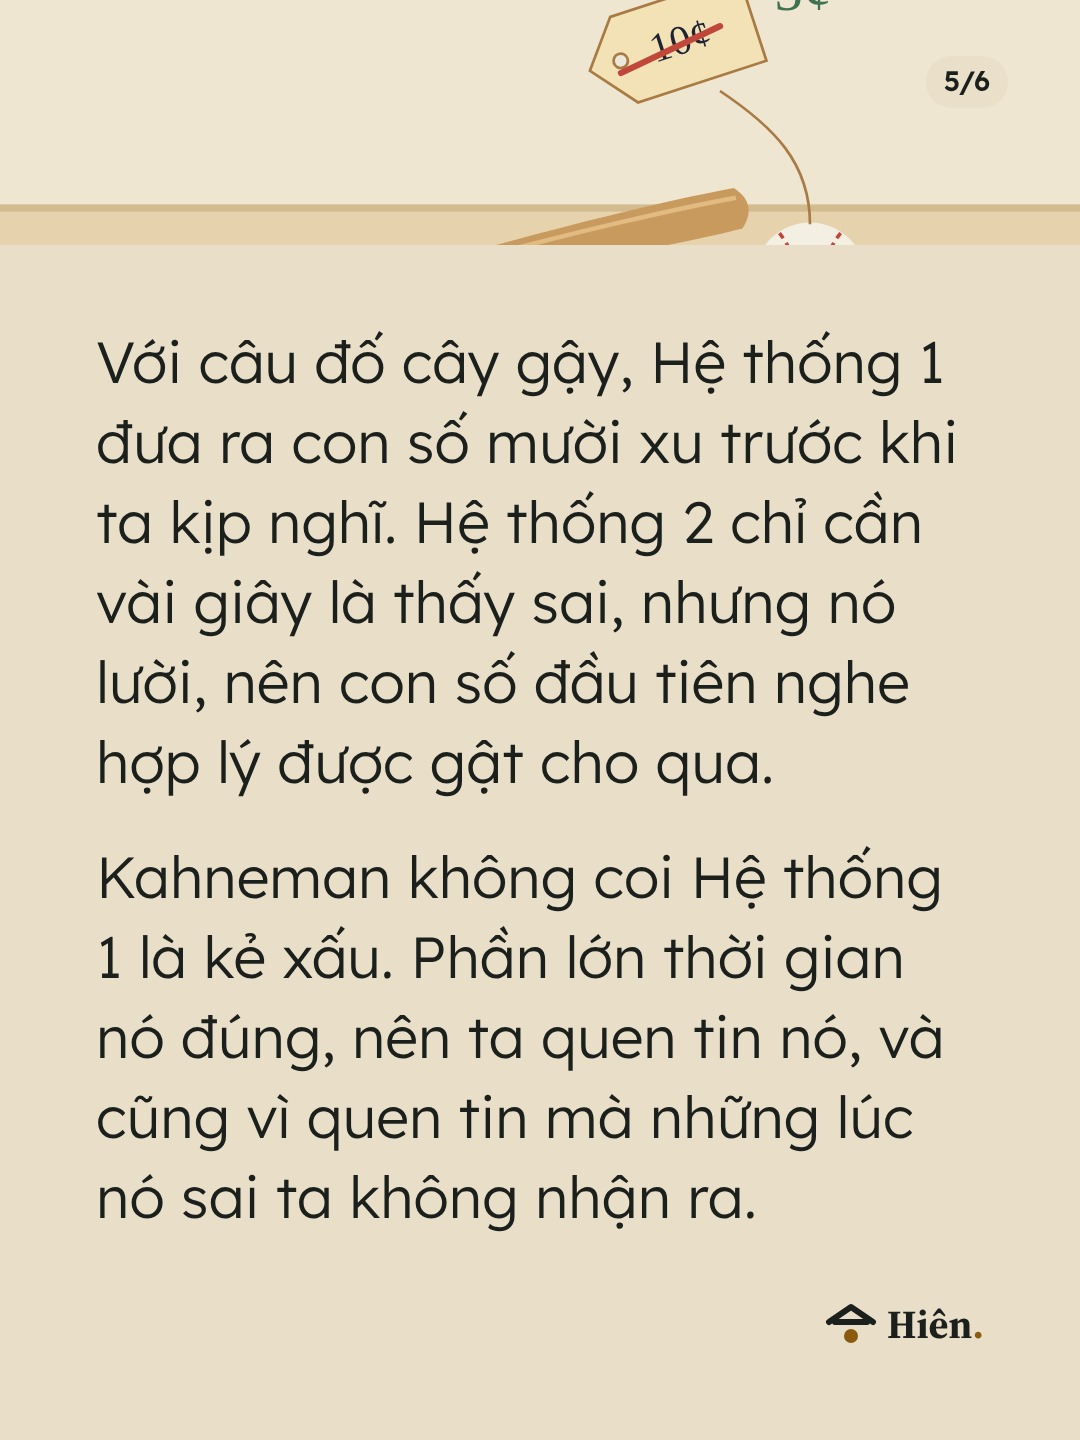 10¢
5/6
Với câu đố cây gậy, Hệ thống 1
đưa ra con số mười xu trước khi
ta kịp nghĩ. Hệ thống 2 chỉ cần
vài giây là thấy sai, nhưng nó
lười, nên con số đầu tiên nghe
hợp lý được gật cho qua.
Kahneman không coi Hệ thống
1 là kẻ xấu. Phần lớn thời gian
nó đúng, nên ta quen tin nó, và
cũng vì quen tin mà những lúc
nó sai ta không nhận ra.
Hiên.